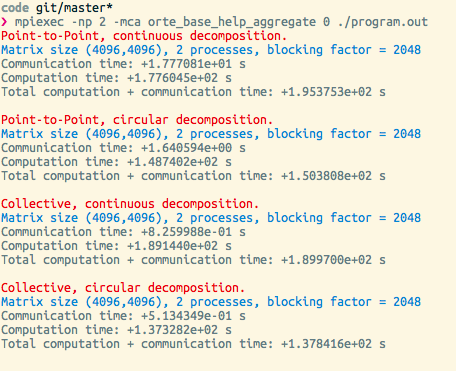 code git/master*
❯ mpiexec -np 2 -mca orte_base_help_aggregate 0 ./program.out
Point-to-Point, continuous decomposition.
Matrix size (4096,4096), 2 processes, blocking factor = 2048
Communication time: +1.777081e+01 s
Computation time: +1.776045e+02 s
Total computation + communication time: +1.953753e+02 s
Point-to-Point, circular decomposition.
Matrix size (4096,4096), 2 processes, blocking factor = 2048
Communication time: +1.640594e+00 s
Computation time: +1.487402e+02 s
Total computation + communication time: +1.503808e+02 s
Collective, continuous decomposition.
Matrix size (4096,4096), 2 processes, blocking factor = 2048
Communication time: +8.259988e-01 s
Computation time: +1.891440e+02 s
Total computation + communication time: +1.899700e+02 s
Collective, circular decomposition.
Matrix size (4096,4096), 2 processes, blocking factor = 2048
Communication time: +5.134349e-01 s
Computation time: +1.373282e+02 s
Total computation + communication time: +1.378416e+02 s